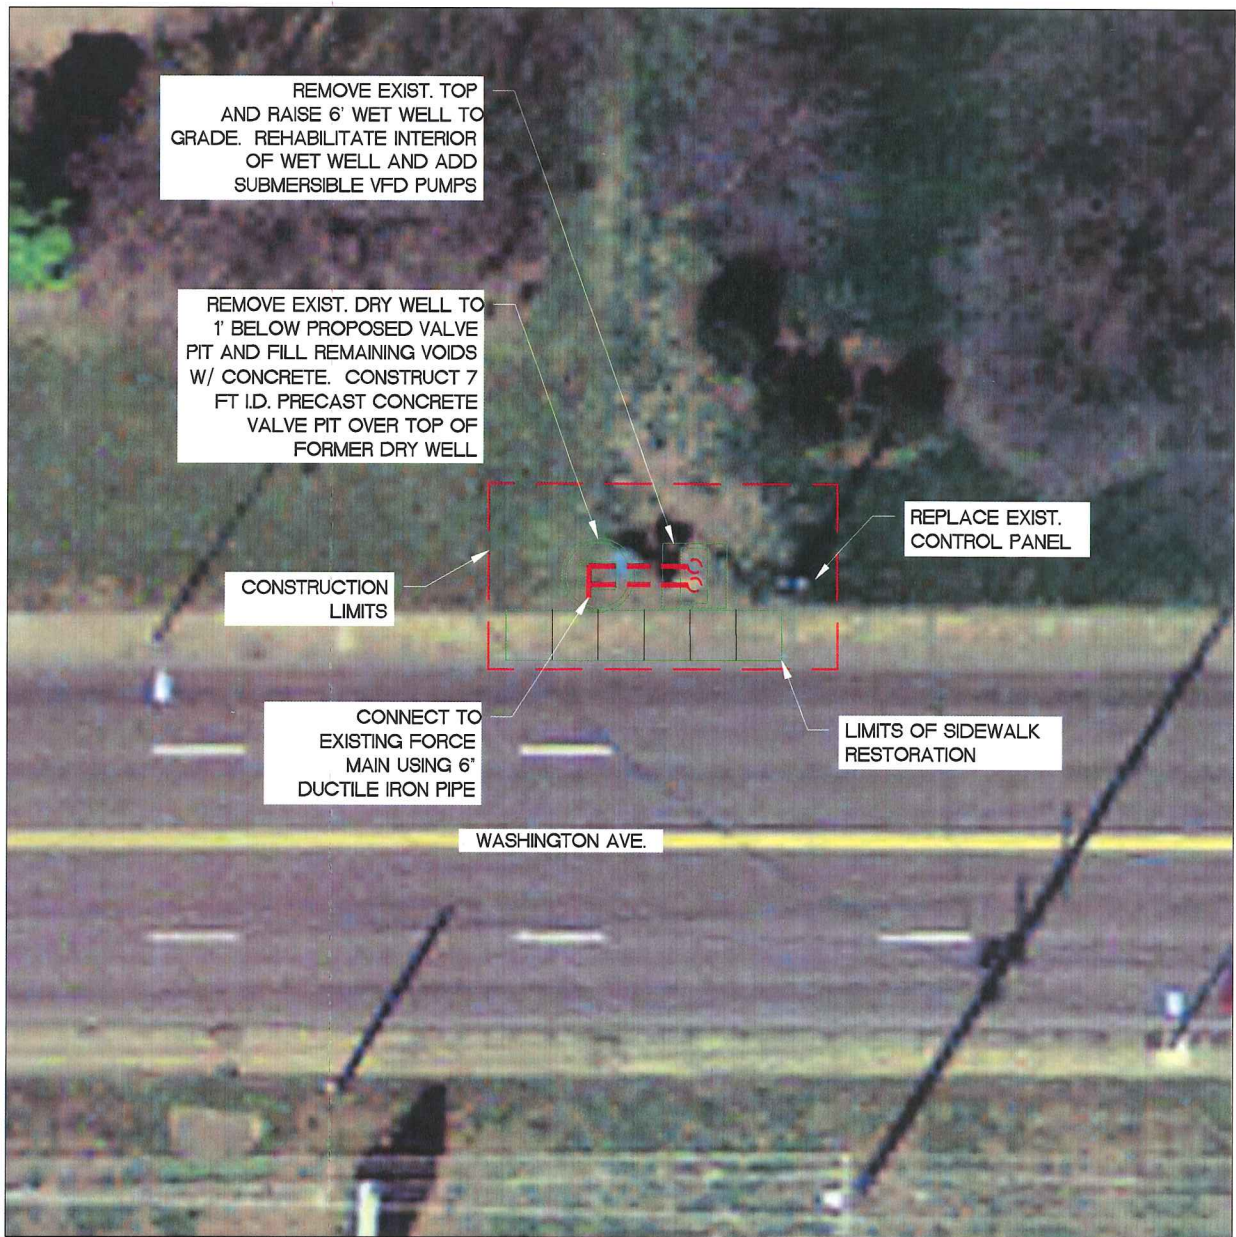 REMOVE EXIST. TOP
AND RAISE 6' WET WELL TO
GRADE. REHABILITATE INTERIOR
OF WET WELL AND ADD
SUBMERSIBLE VFD PUMPS
REMOVE EXIST. DRY WELL TO
1' BELOW PROPOSED VALVE
PIT AND FILL REMAINING VOIDS
W/ CONCRETE. CONSTRUCT 7
FT I.D. PRECAST CONCRETE
VALVE PIT OVER TOP OF
FORMER DRY WELL
REPLACE EXIST.
CONTROL PANEL
CONSTRUCTION
LIMITS
CONNECT TO
EXISTING FORCE
MAIN USING 6"
DUCTILE IRON PIPE
LIMITS OF SIDEWALK
RESTORATION
WASHINGTON AVE.